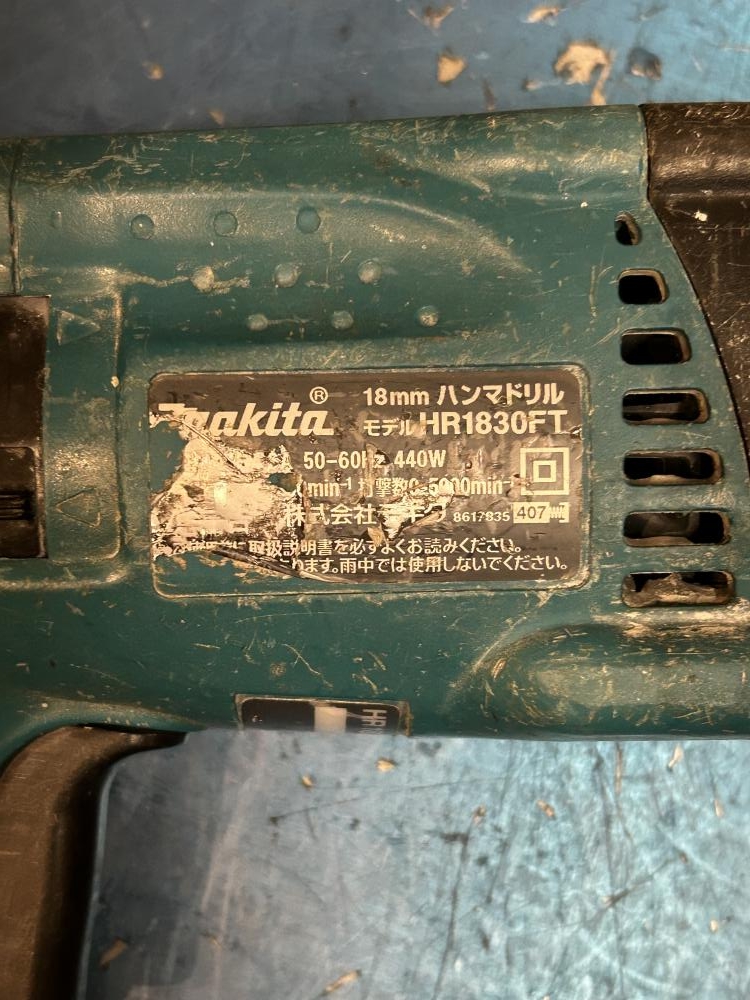 makita ® 18mm ハンマドリル
モデル HR1830FT
50-60Hz 440W
min⁻¹ 打撃数0-5000min⁻¹
株式会社マキタ 8617835 407
取扱説明書を必ずよくお読みください。
ります。雨中では使用しないでください。
HR